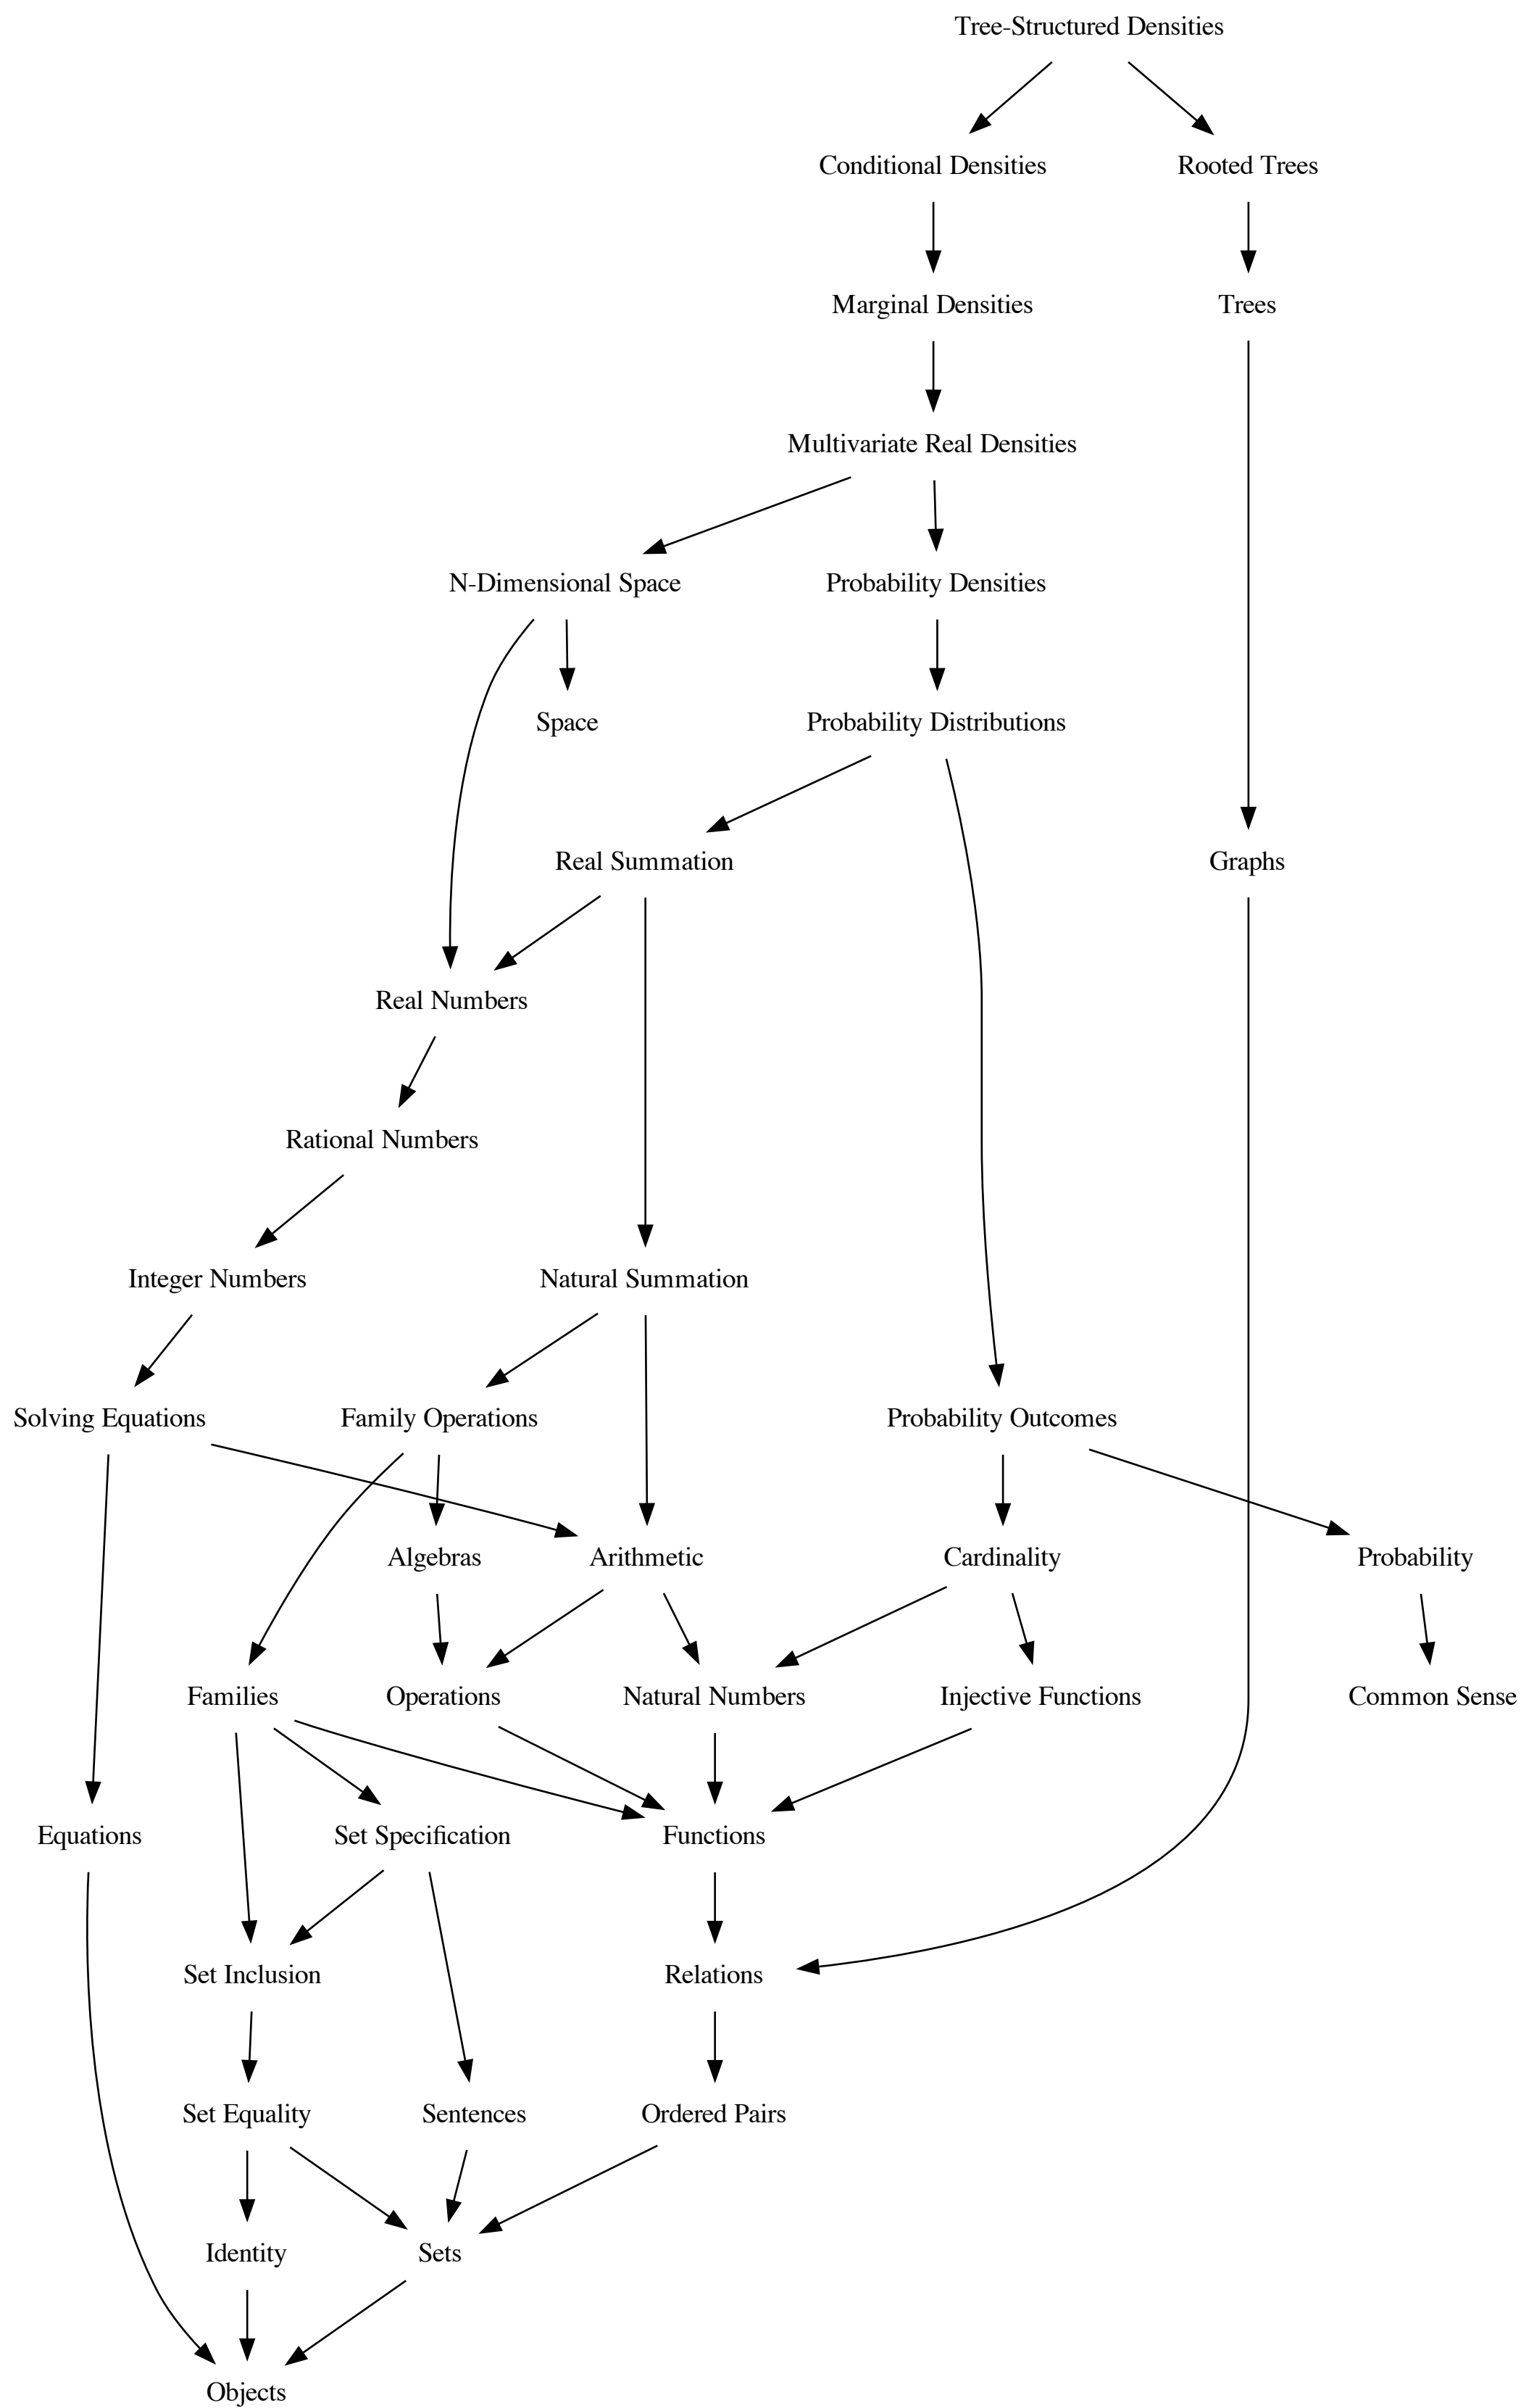 Tree-Structured Densities
Conditional Densities
Rooted Trees
Marginal Densities
Trees
Multivariate Real Densities
N-Dimensional Space
Probability Densities
Space
Probability Distributions
Real Summation
Graphs
Real Numbers
Rational Numbers
Integer Numbers
Natural Summation
Solving Equations
Family Operations
Probability Outcomes
Algebras
Arithmetic
Cardinality
Probability
Families
Operations
Natural Numbers
Injective Functions
Common Sense
Equations
Set Specification
Functions
Set Inclusion
Relations
Set Equality
Sentences
Ordered Pairs
Identity
Sets
Objects